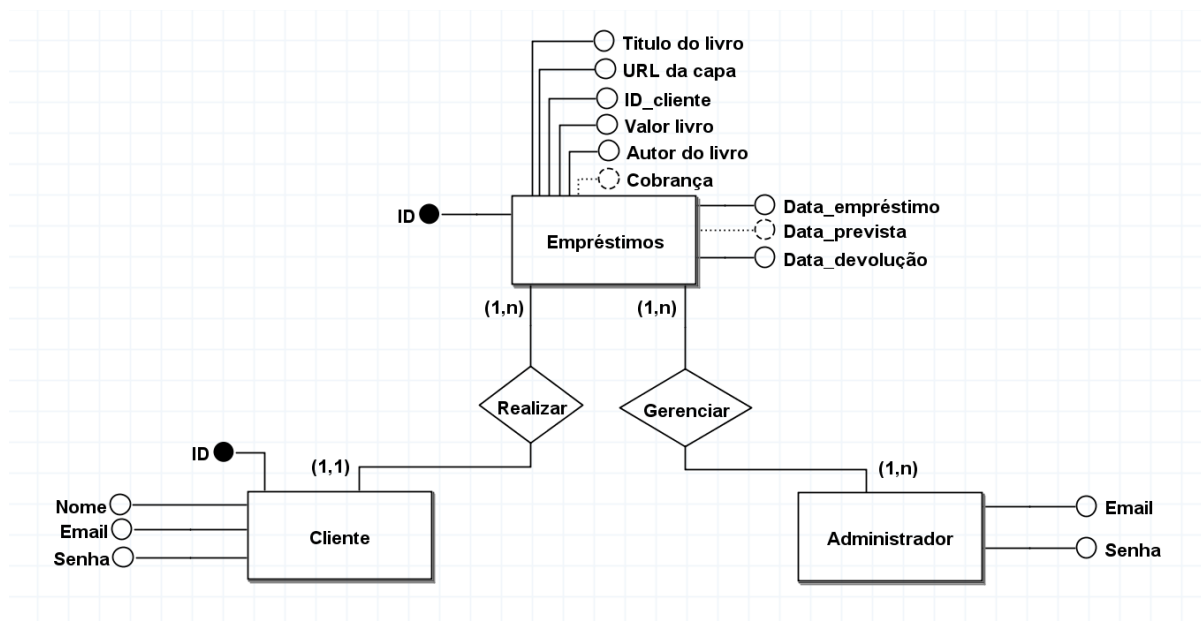 Titulo do livro
URL da capa
ID_cliente
Valor livro
Autor do livro
Cobrança
ID
Empréstimos
Data_empréstimo
Data_prevista
Data_devolução
(1,n)
(1,n)
Realizar
Gerenciar
ID
(1,1)
(1,n)
Nome
Email
Senha
Cliente
Administrador
Email
Senha